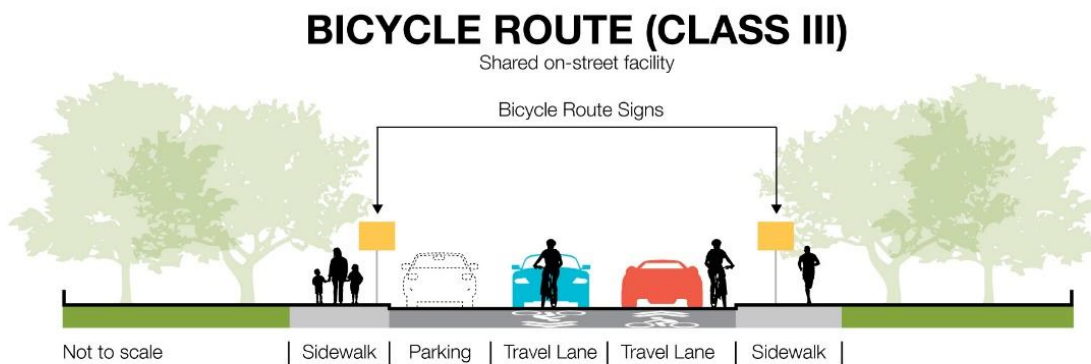 BICYCLE ROUTE (CLASS III)
Shared on-street facility
Bicycle Route Signs
Not to scale
Sidewalk
Parking
Travel Lane
Travel Lane
Sidewalk